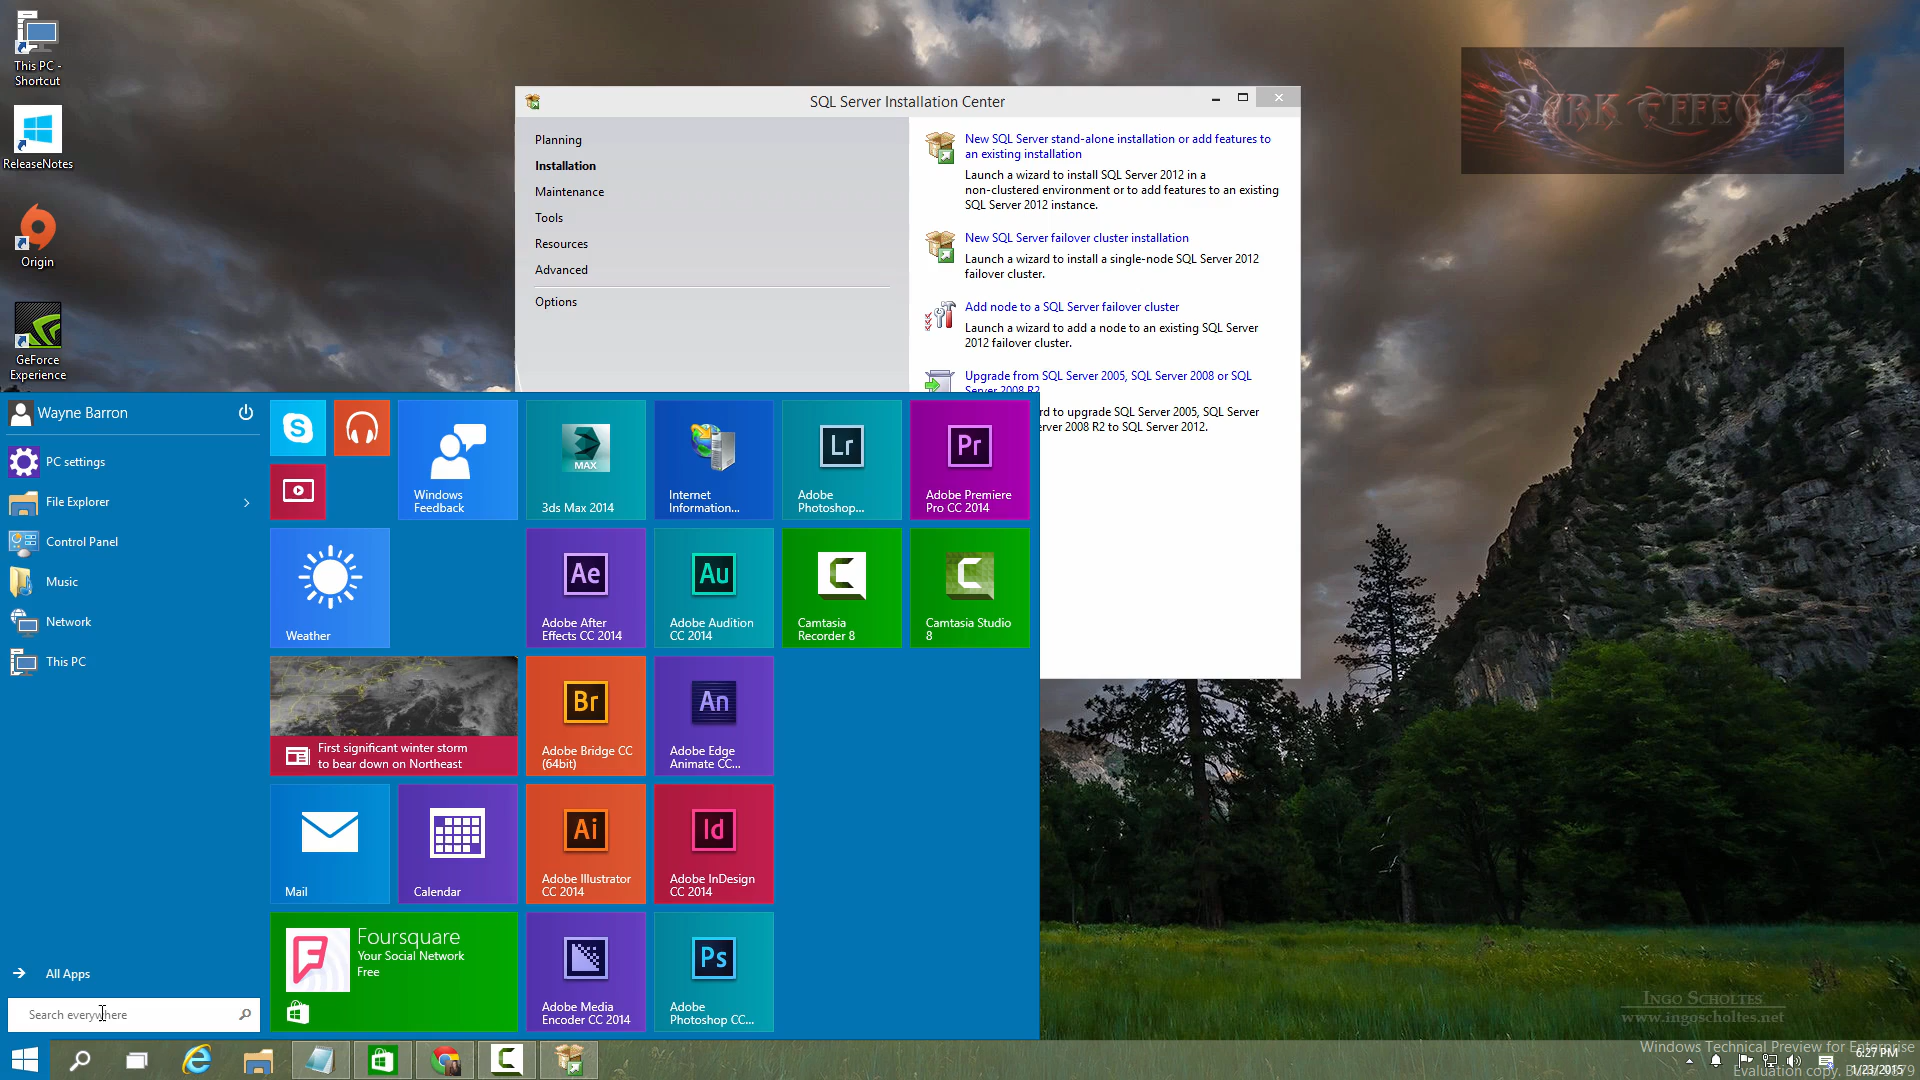 This PC -
Shortcut
ReleaseNotes
Origin
GeForce
Experience
SQL Server Installation Center
Planning
Installation
Maintenance
Tools
Resources
Advanced
Options
New SQL Server stand-alone installation or add features to
an existing installation
Launch a wizard to install SQL Server 2012 in a
non-clustered environment or to add features to an existing
SQL Server 2012 instance.
New SQL Server failover cluster installation
Launch a wizard to install a single-node SQL Server 2012
failover cluster.
Add node to a SQL Server failover cluster
Launch a wizard to add a node to an existing SQL Server
2012 failover cluster.
Upgrade from SQL Server 2005, SQL Server 2008 or SQL
Server 2008 R2
rd to upgrade SQL Server 2005, SQL Server
erver 2008 R2 to SQL Server 2012.
DARK EFFECTS
Wayne Barron
PC settings
File Explorer
Control Panel
Music
Network
This PC
All Apps
Search everywhere
Windows
Feedback
MAX
3ds Max 2014
Internet
Information...
Lr
Adobe
Photoshop...
Pr
Adobe Premiere
Pro CC 2014
Weather
Ae
Adobe After
Effects CC 2014
Au
Adobe Audition
CC 2014
Camtasia
Recorder 8
Camtasia Studio
8
First significant winter storm
to bear down on Northeast
Br
Adobe Bridge CC
(64bit)
An
Adobe Edge
Animate CC...
Mail
Calendar
Ai
Adobe Illustrator
CC 2014
Id
Adobe InDesign
CC 2014
Foursquare
Your Social Network
Free
Adobe Media
Encoder CC 2014
Ps
Adobe
Photoshop CC...
Ingo Scholtes
www.ingoscholtes.net
Windows Technical Preview for Enterprise
Evaluation copy.
6:27 PM
1/23/2015